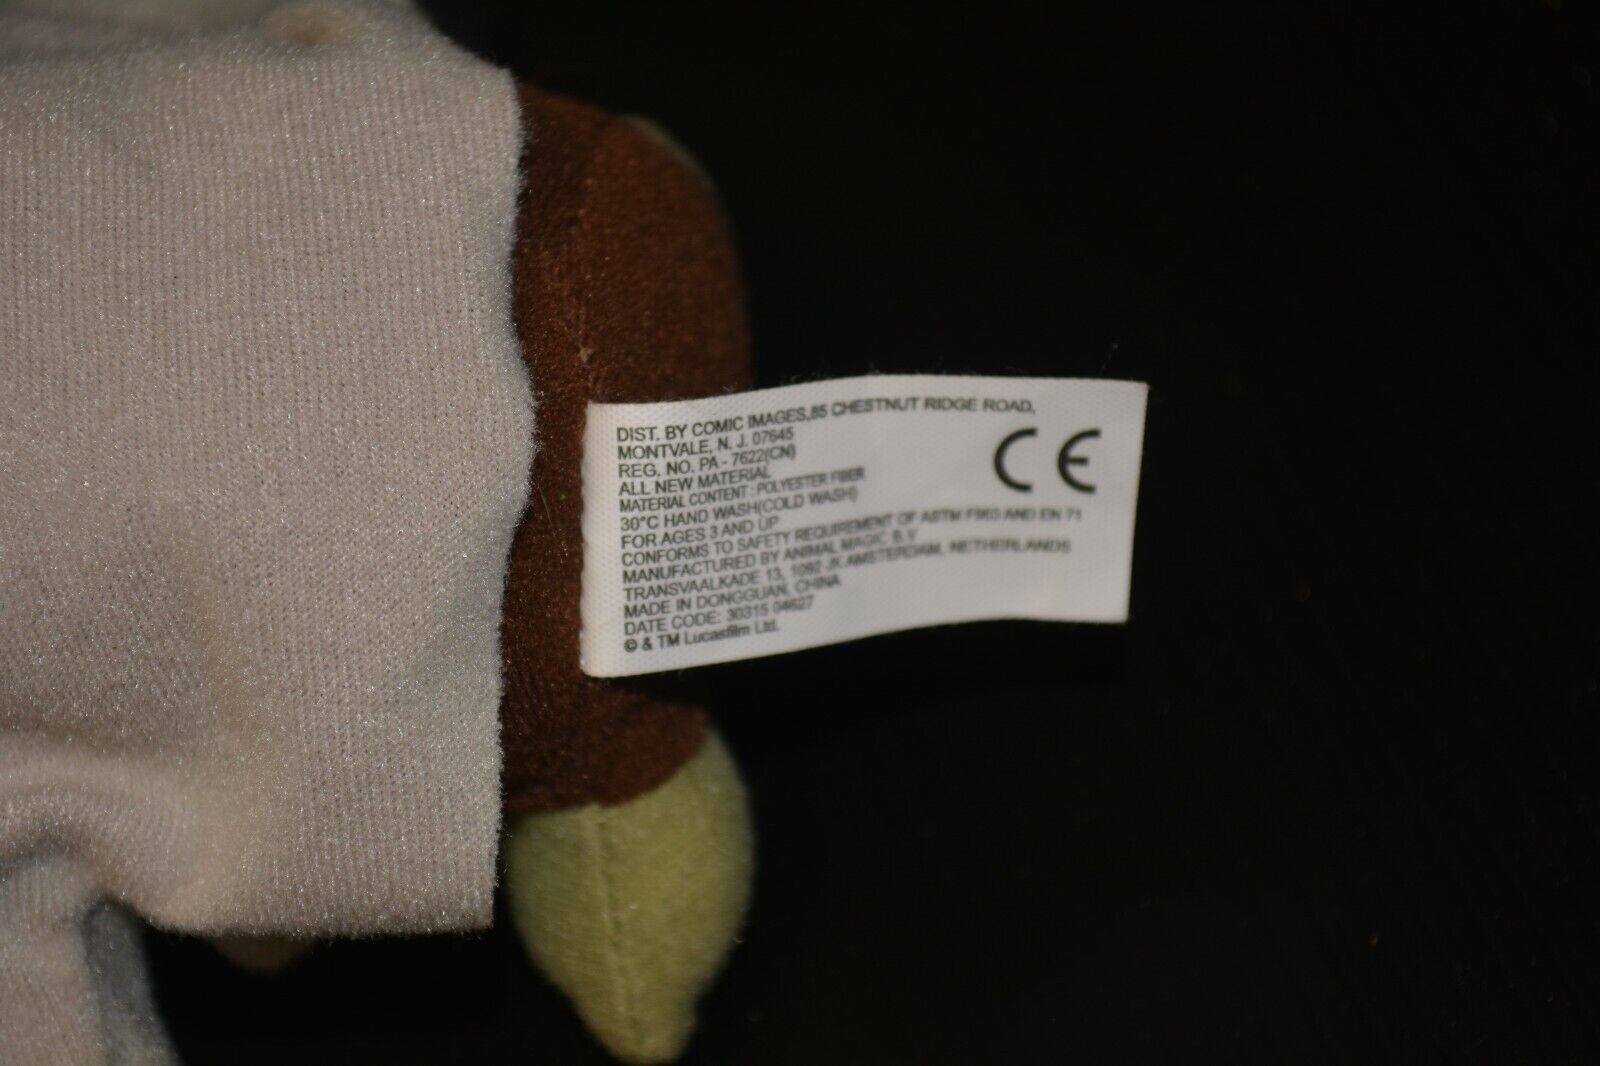 DIST. BY COMIC IMAGES,85 CHESTNUT RIDGE ROAD,
MONTVALE, N. J. 07645
REG. NO. PA - 7622(CN)
ALL NEW MATERIAL
MATERIAL CONTENT : POLYESTER FIBER
30°C HAND WASH(COLD WASH)
FOR AGES 3 AND UP
CONFORMS TO SAFETY REQUIREMENT OF ASTM F963 AND EN 71
MANUFACTURED BY ANIMAL MAGIC B.V
TRANSVAALKADE 13, 1092 JK AMSTERDAM, NETHERLANDS
MADE IN DONGGUAN, CHINA
DATE CODE: 30315 04627
© & TM Lucasfilm Ltd.
CE